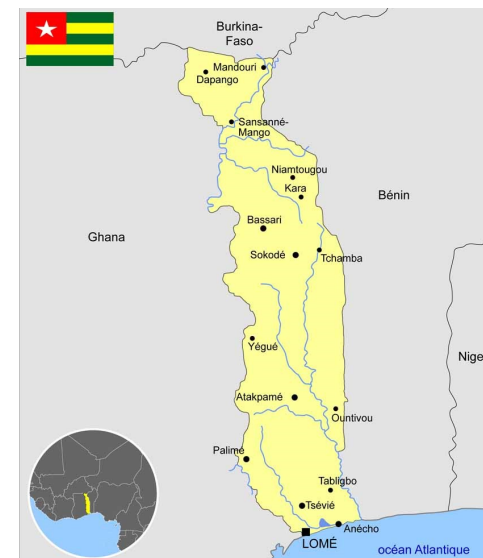 Burkina-
Faso
Mandouri
Dapango
Sansanné-
Mango
Niamtougou
Kara
Bénin
Bassari
Ghana
Sokodé
Tchamba
Yégué
Nige
Atakpamé
Ountivou
Palimé
Tabligbo
Tsévié
Anécho
LOMÉ
océan Atlantique